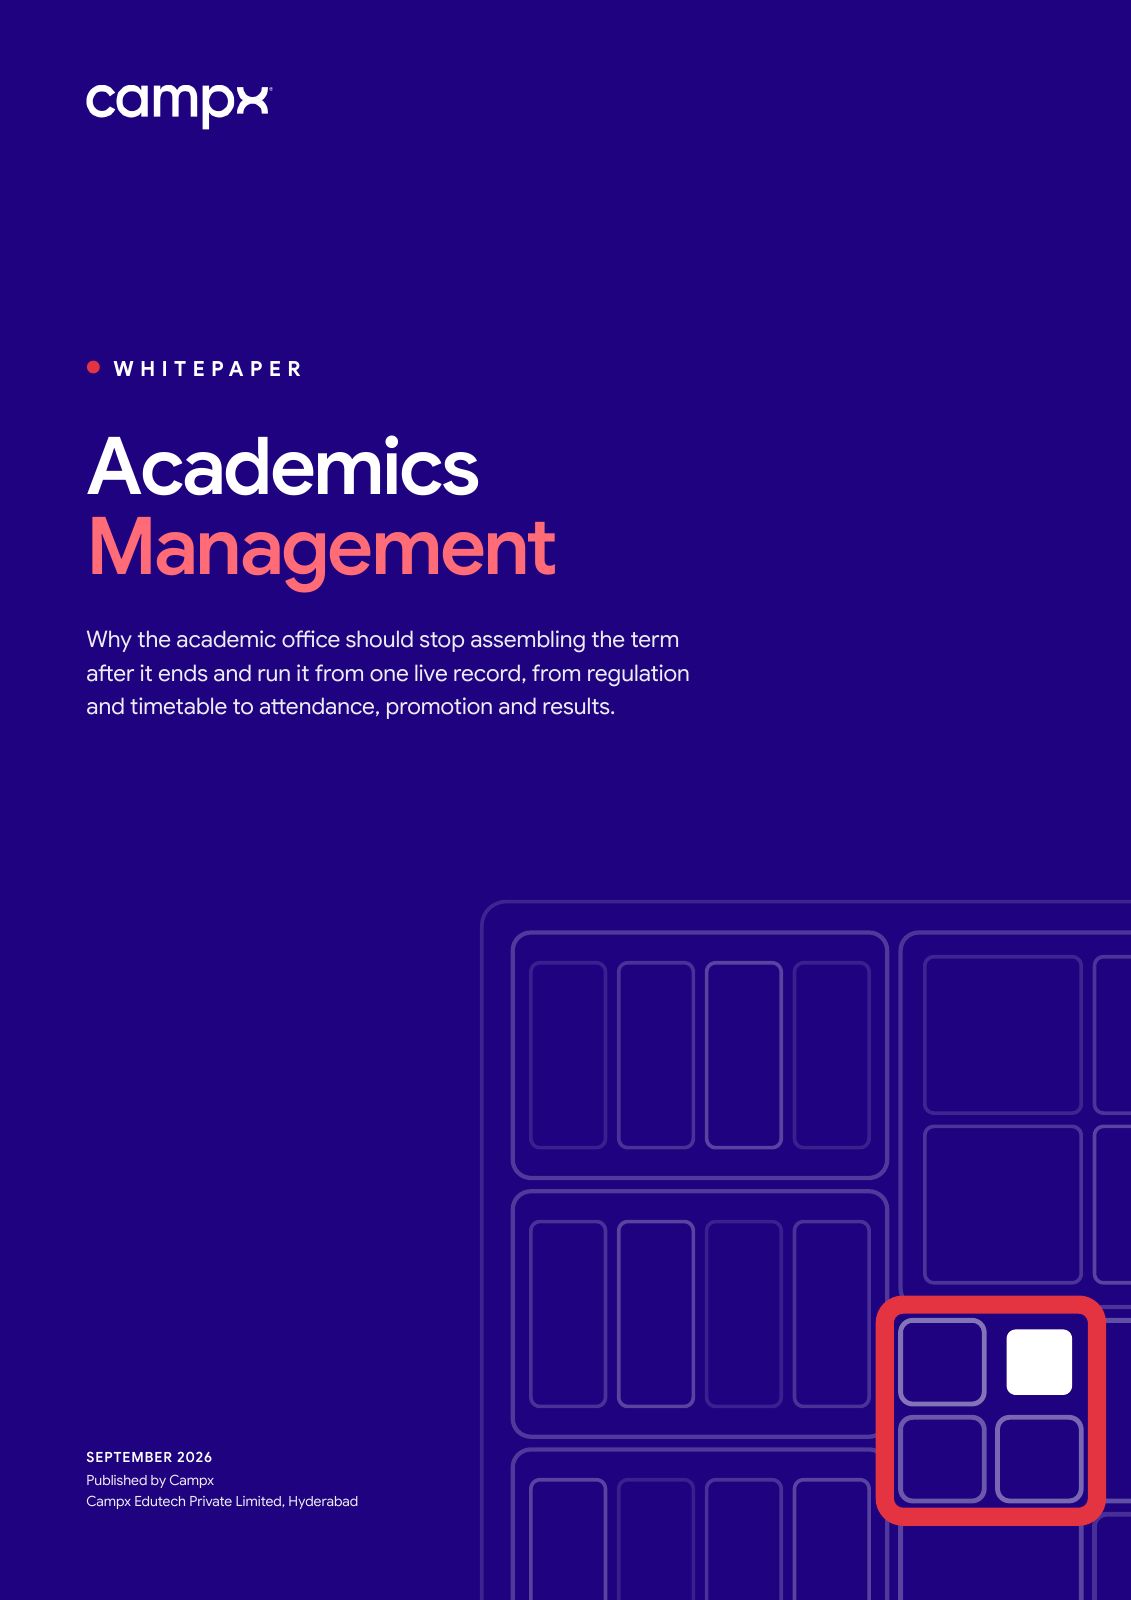 campx
WHITEPAPER
Academics
Management
Why the academic office should stop assembling the term
after it ends and run it from one live record, from regulation
and timetable to attendance, promotion and results.
SEPTEMBER 2026
Published by Campx
Campx Edutech Private Limited, Hyderabad